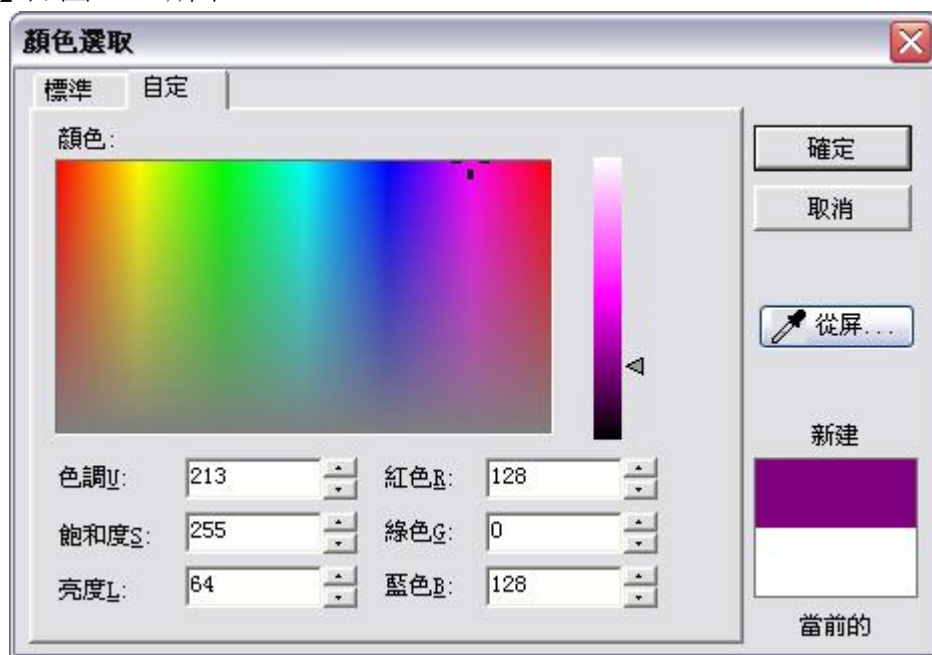 顏色選取
標準 自定
顏色:
確定
取消
從屏...
新建
色調U: 213 紅色R: 128
飽和度S: 255 綠色G: 0
亮度L: 64 藍色B: 128
當前的